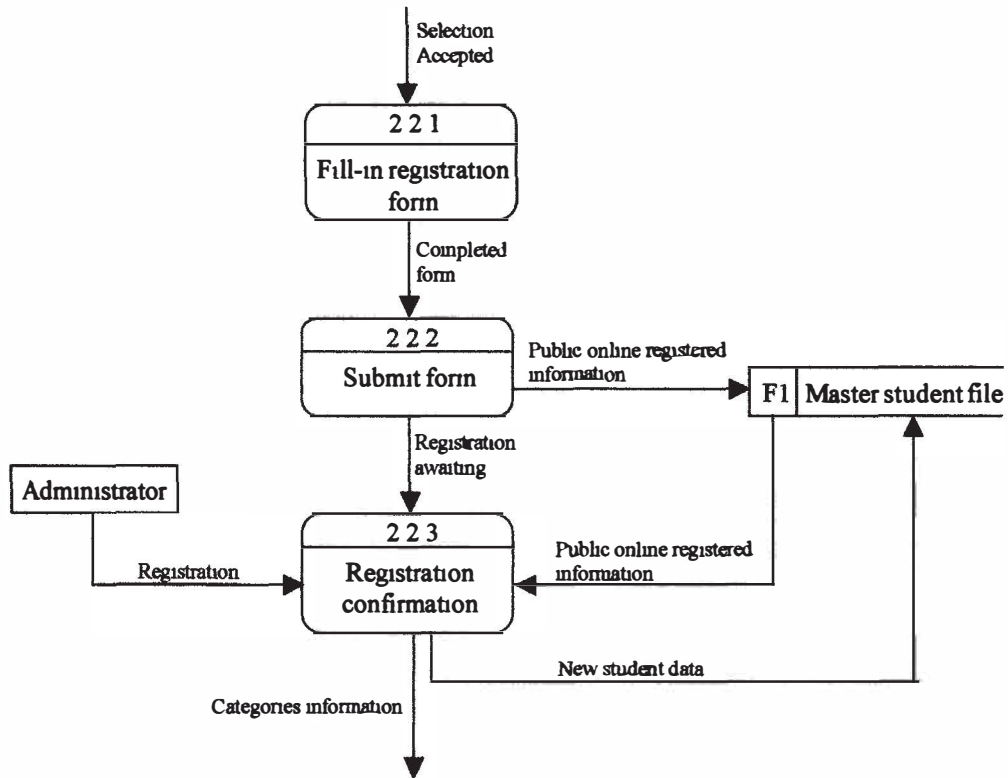 Selection
Accepted
2 2 1
Fill-in registration
form
Completed
form
2 2 2
Submit form
Public online registered
information
F1 Master student file
Registration
awaiting
Administrator
2 2 3
Registration
confirmation
Registration
Public online registered
information
New student data
Categories information